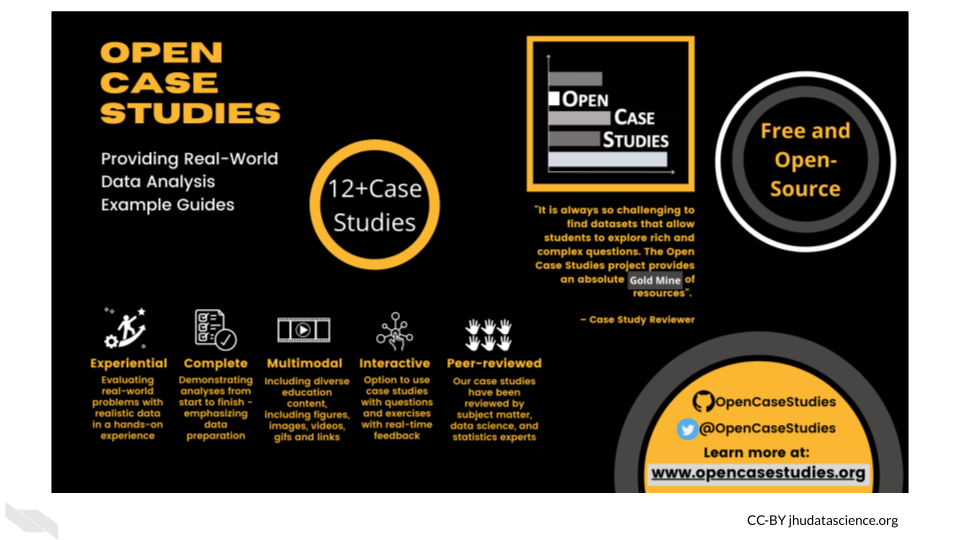 OPEN
CASE
STUDIES
Providing Real-World
Data Analysis
Example Guides
12+Case
Studies
OPEN
CASE
STUDIES
"It is always so challenging to
find datasets that allow
students to explore rich and
complex questions. The Open
Case Studies project provides
an absolute Gold Mine of
resources".
– Case Study Reviewer
Free and
Open-
Source
Experiential
Evaluating
real-world
problems with
realistic data
in a hands-on
experience
Complete
Demonstrating
analyses from
start to finish -
emphasizing
data
preparation
Multimodal
Including diverse
education
content,
including figures,
images, videos,
gifs and links
Interactive
Option to use
case studies
with questions
and exercises
with real-time
feedback
Peer-reviewed
Our case studies
have been
reviewed by
subject matter,
data science, and
statistics experts
OpenCaseStudies
@OpenCaseStudies
Learn more at:
www.opencasestudies.org
CC-BY jhudatascience.org